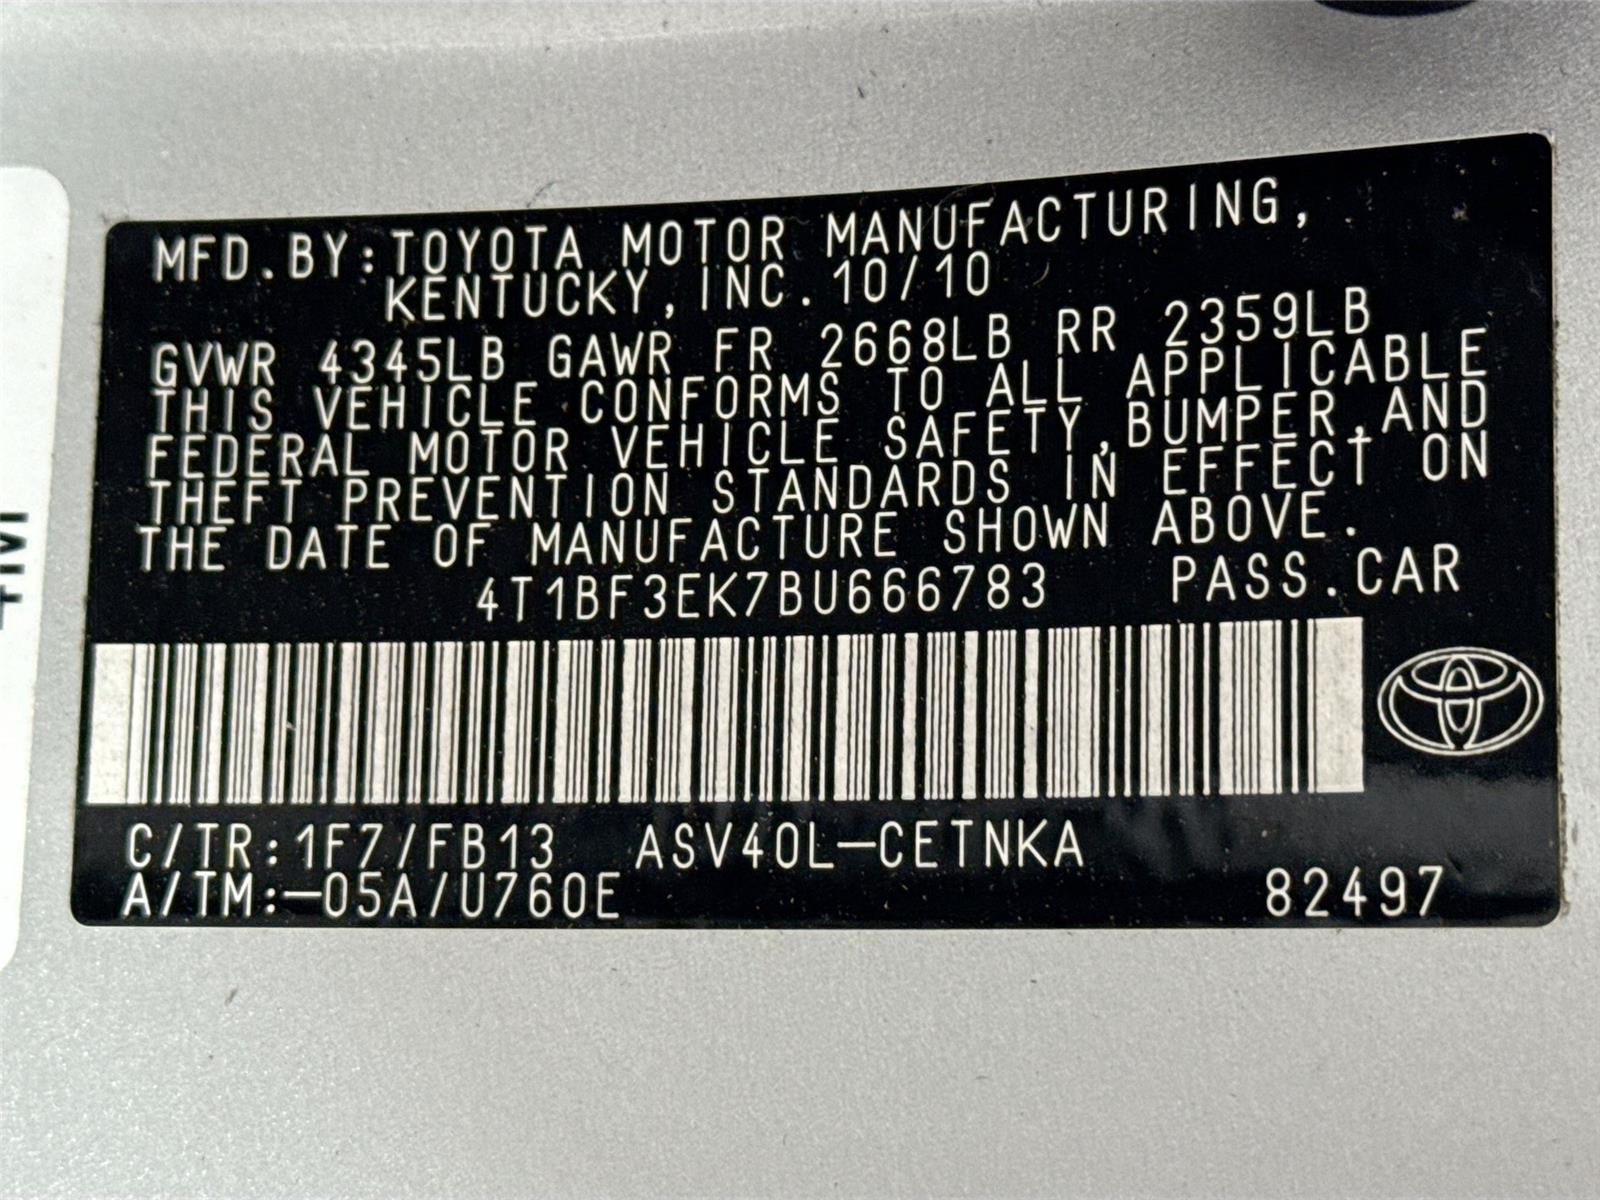 MFD.BY:TOYOTA MOTOR MANUFACTURING,
KENTUCKY,INC.10/10
GVWR 4345LB GAWR FR 2668LB RR 2359LB
THIS VEHICLE CONFORMS TO ALL APPLICABLE
FEDERAL MOTOR VEHICLE SAFETY,BUMPER,AND
THEFT PREVENTION STANDARDS IN EFFECT ON
THE DATE OF MANUFACTURE SHOWN ABOVE.
4T1BF3EK7BU666783 PASS.CAR
C/TR:1F7/FB13 ASV40L-CETNKA
A/TM:-05A/U760E 82497